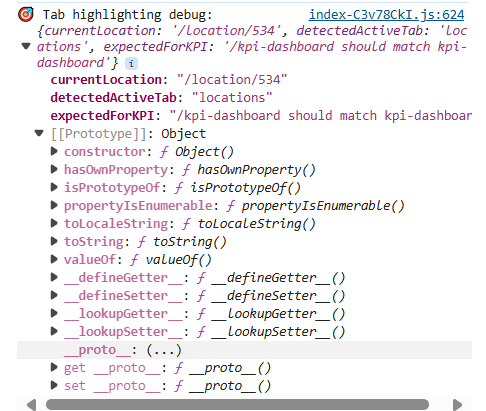 Tab highlighting debug: index-C3v78CkI.js:624
{currentLocation: '/location/534', detectedActiveTab: 'loc
ations', expectedForKPI: '/kpi-dashboard should match kpi-
dashboard'} i
currentLocation: "/location/534"
detectedActiveTab: "locations"
expectedForKPI: "/kpi-dashboard should match kpi-dashboard
[[Prototype]]: Object
constructor: ƒ Object()
hasOwnProperty: ƒ hasOwnProperty()
isPrototypeOf: ƒ isPrototypeOf()
propertyIsEnumerable: ƒ propertyIsEnumerable()
toLocaleString: ƒ toLocaleString()
toString: ƒ toString()
valueOf: ƒ valueOf()
__defineGetter__: ƒ __defineGetter__()
__defineSetter__: ƒ __defineSetter__()
__lookupGetter__: ƒ __lookupGetter__()
__lookupSetter__: ƒ __lookupSetter__()
__proto__: (...)
get __proto__: ƒ __proto__()
set __proto__: ƒ __proto__()